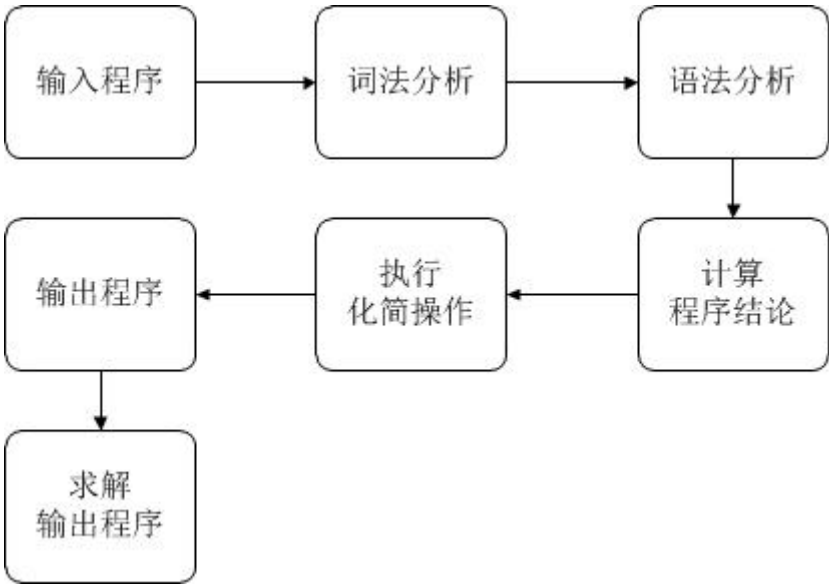 输入程序
词法分析
语法分析
计算
程序结论
执行
化简操作
输出程序
求解
输出程序